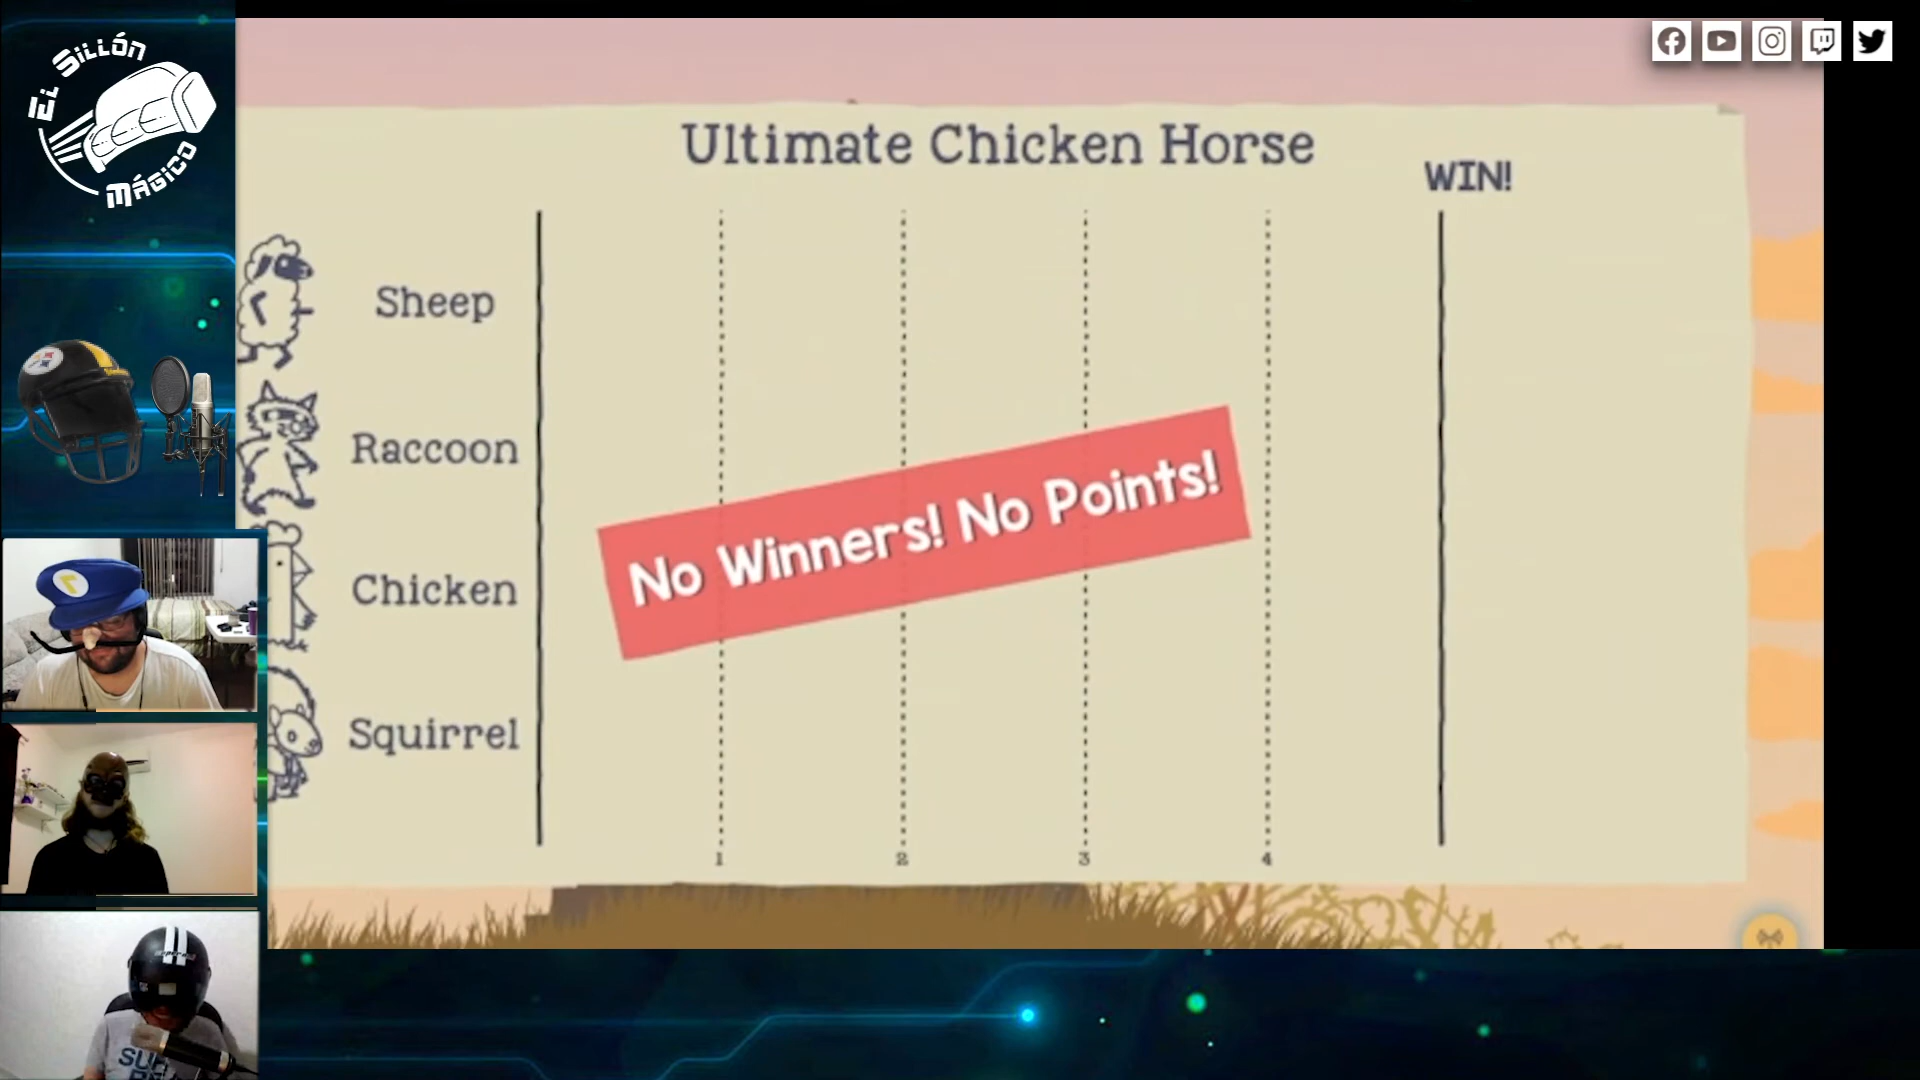 El Sillón
Mágico
Ultimate Chicken Horse
WIN!
Sheep
Raccoon
Chicken
Squirrel
No Winners! No Points!
1
2
3
4